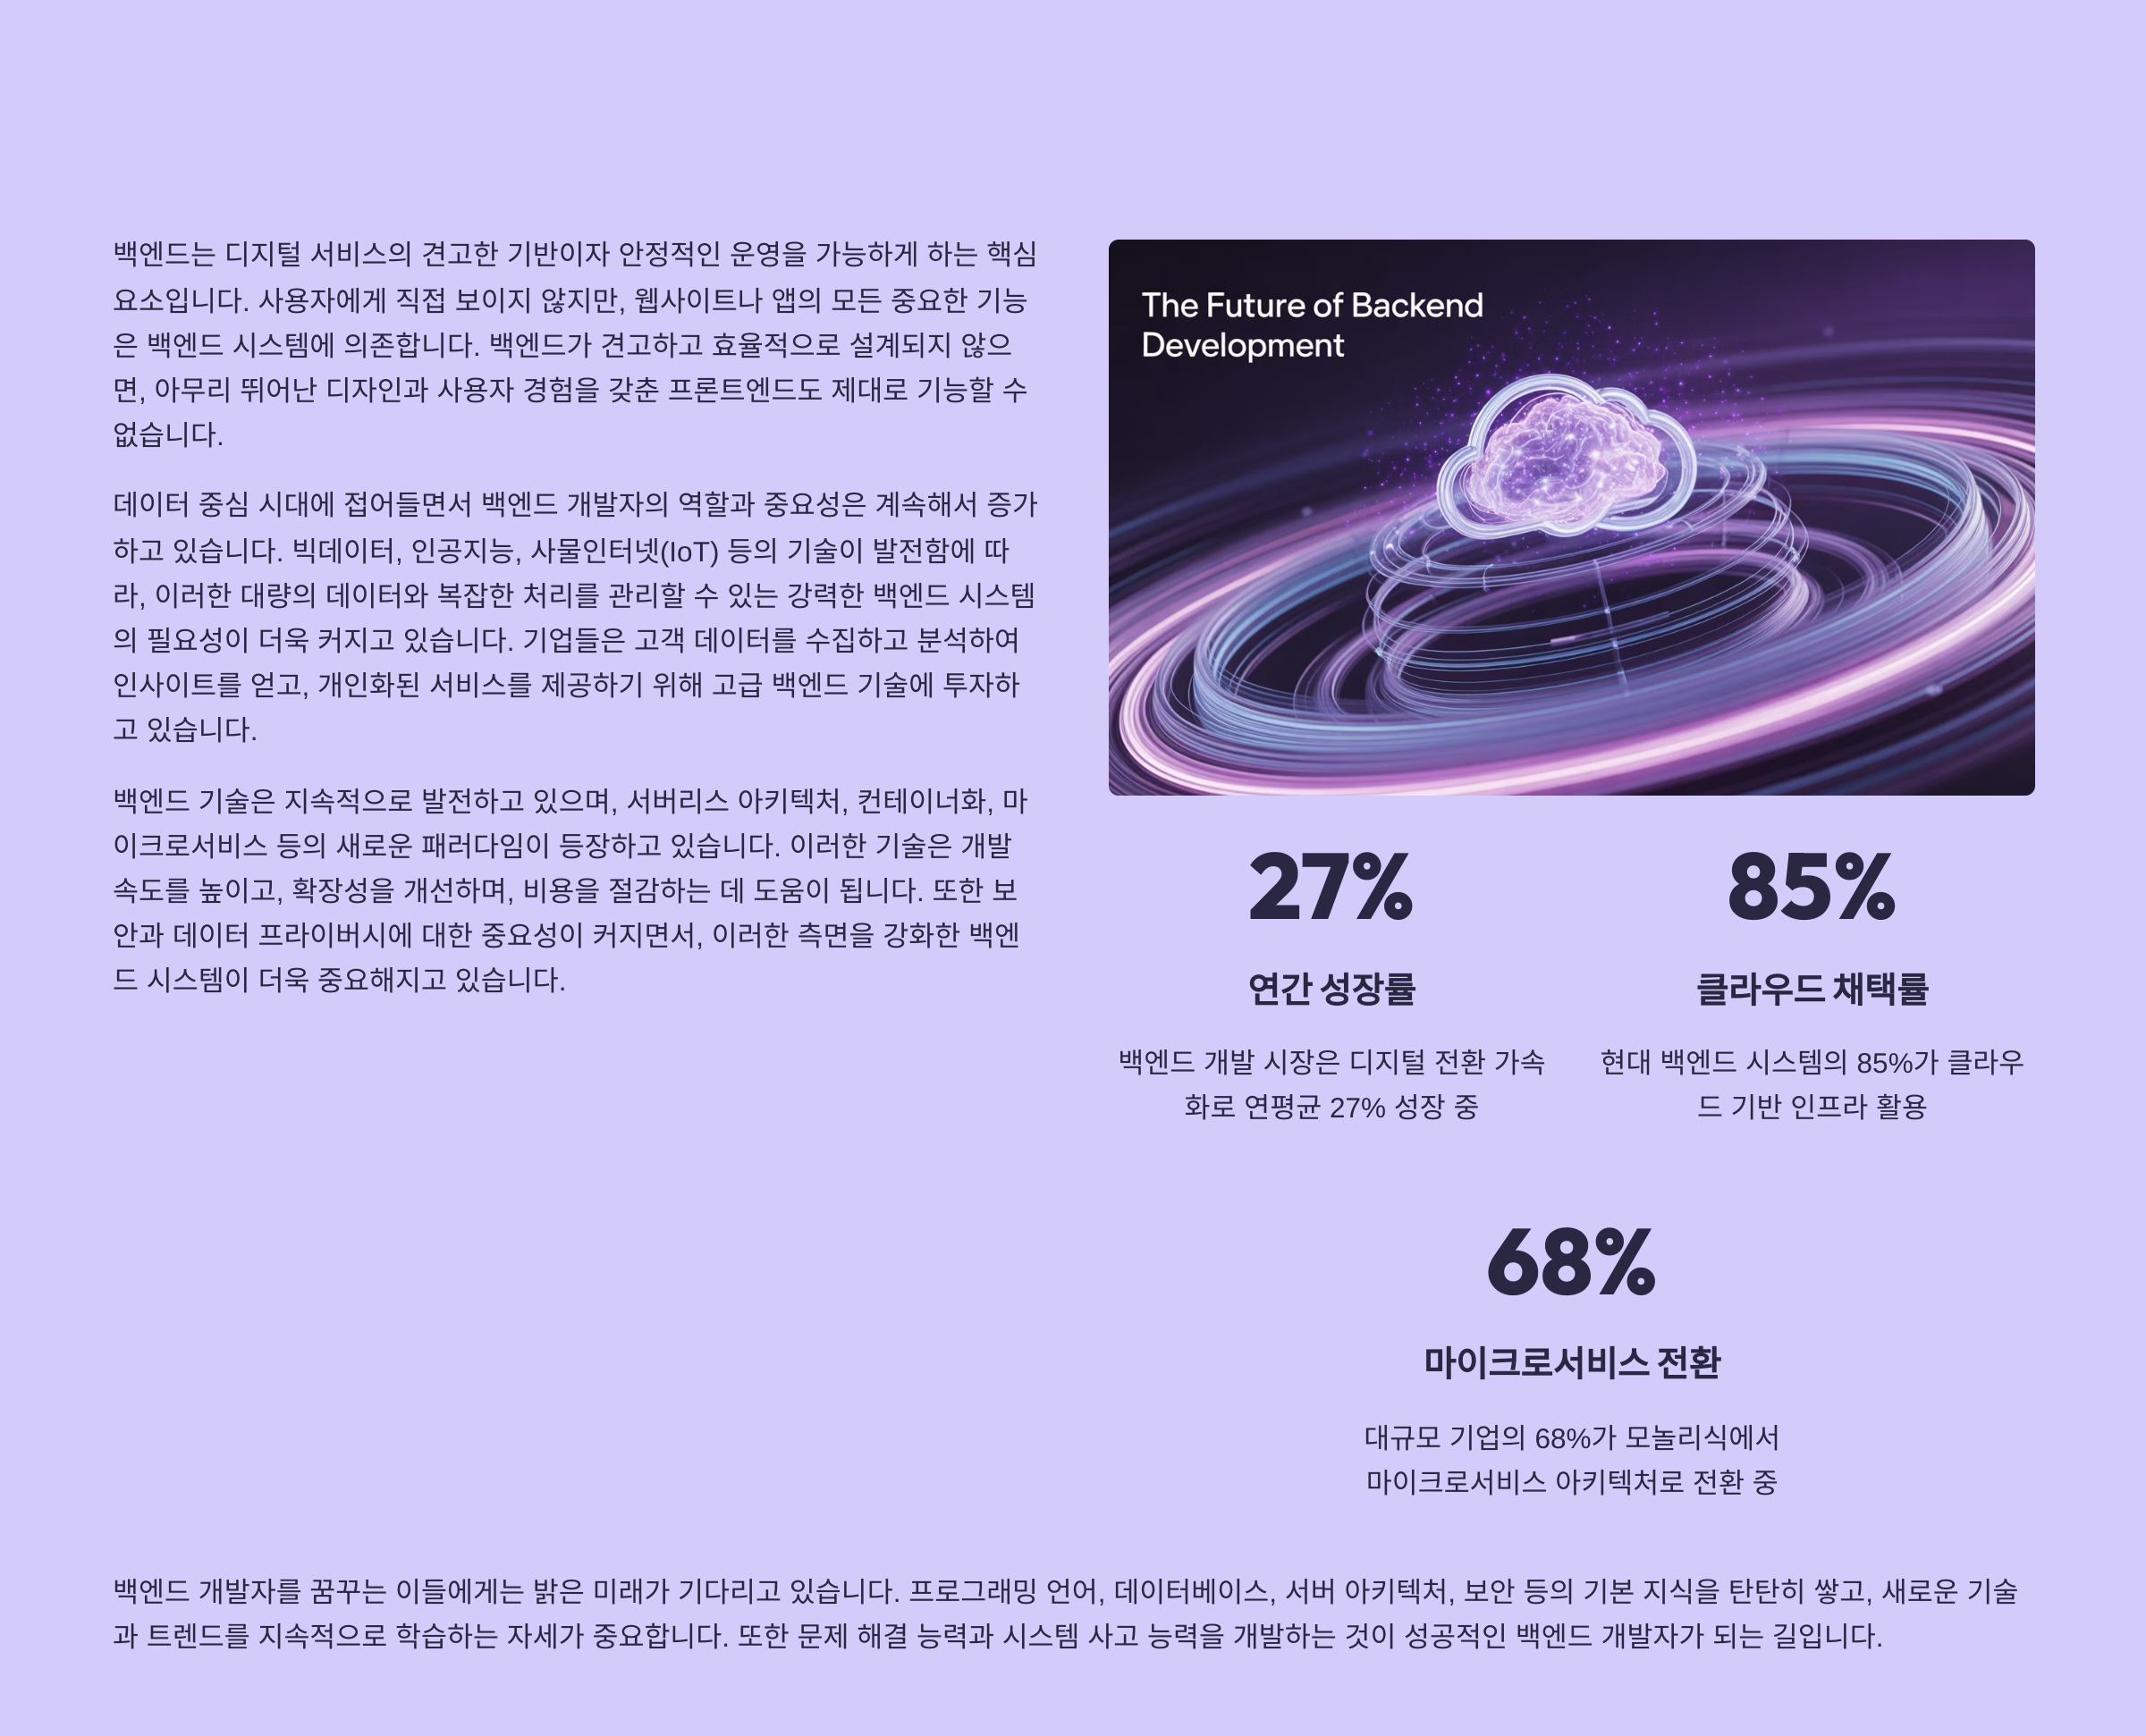 백엔드는 디지털 서비스의 견고한 기반이자 안정적인 운영을 가능하게 하는 핵심
요소입니다. 사용자에게 직접 보이지 않지만, 웹사이트나 앱의 모든 중요한 기능
은 백엔드 시스템에 의존합니다. 백엔드가 견고하고 효율적으로 설계되지 않으
면, 아무리 뛰어난 디자인과 사용자 경험을 갖춘 프론트엔드도 제대로 기능할 수
없습니다.
데이터 중심 시대에 접어들면서 백엔드 개발자의 역할과 중요성은 계속해서 증가
하고 있습니다. 빅데이터, 인공지능, 사물인터넷(IoT) 등의 기술이 발전함에 따
라, 이러한 대량의 데이터와 복잡한 처리를 관리할 수 있는 강력한 백엔드 시스템
의 필요성이 더욱 커지고 있습니다. 기업들은 고객 데이터를 수집하고 분석하여
인사이트를 얻고, 개인화된 서비스를 제공하기 위해 고급 백엔드 기술에 투자하
고 있습니다.
백엔드 기술은 지속적으로 발전하고 있으며, 서버리스 아키텍처, 컨테이너화, 마
이크로서비스 등의 새로운 패러다임이 등장하고 있습니다. 이러한 기술은 개발
속도를 높이고, 확장성을 개선하며, 비용을 절감하는 데 도움이 됩니다. 또한 보
안과 데이터 프라이버시에 대한 중요성이 커지면서, 이러한 측면을 강화한 백엔
드 시스템이 더욱 중요해지고 있습니다.
The Future of Backend
Development
27%
연간 성장률
백엔드 개발 시장은 디지털 전환 가속
화로 연평균 27% 성장 중
85%
클라우드 채택률
현대 백엔드 시스템의 85%가 클라우
드 기반 인프라 활용
68%
마이크로서비스 전환
대규모 기업의 68%가 모놀리식에서
마이크로서비스 아키텍처로 전환 중
백엔드 개발자를 꿈꾸는 이들에게는 밝은 미래가 기다리고 있습니다. 프로그래밍 언어, 데이터베이스, 서버 아키텍처, 보안 등의 기본 지식을 탄탄히 쌓고, 새로운 기술
과 트렌드를 지속적으로 학습하는 자세가 중요합니다. 또한 문제 해결 능력과 시스템 사고 능력을 개발하는 것이 성공적인 백엔드 개발자가 되는 길입니다.